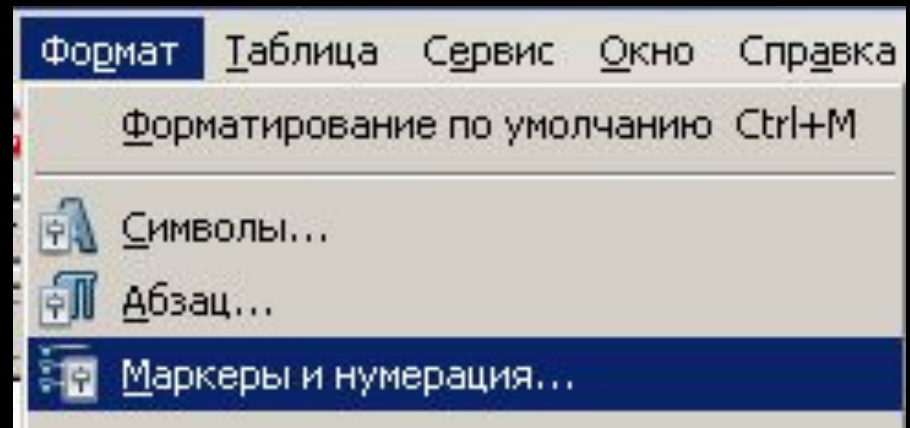 Формат Таблица Сервис Окно Справка
Форматирование по умолчанию Ctrl+M
Символы...
Абзац...
Маркеры и нумерация...